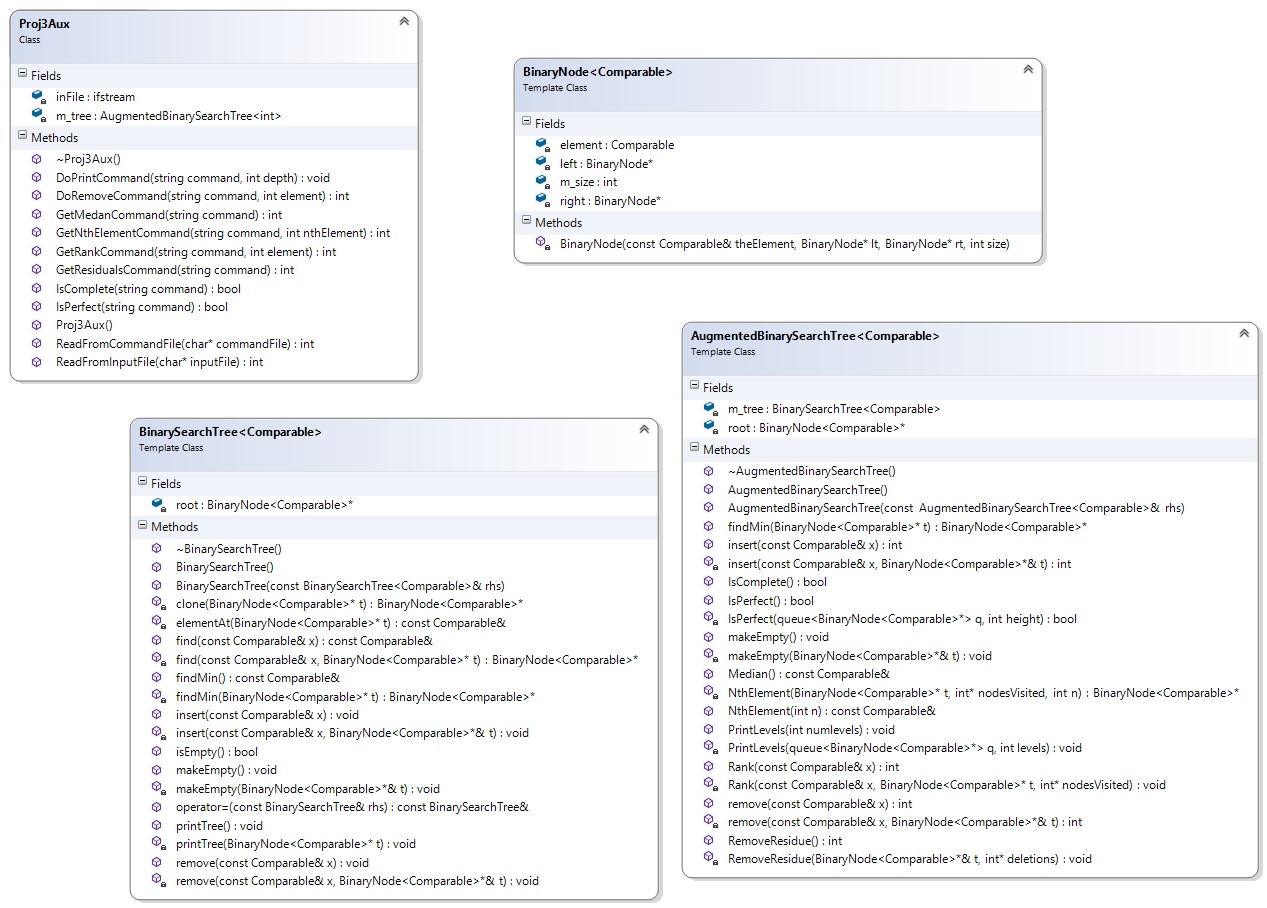 Proj3Aux
Class
Fields
inFile : ifstream
m_tree : AugmentedBinarySearchTree<int>
Methods
~Proj3Aux()
DoPrintCommand(string command, int depth) : void
DoRemoveCommand(string command, int element) : int
GetMedanCommand(string command) : int
GetNthElementCommand(string command, int nthElement) : int
GetRankCommand(string command, int element) : int
GetResidualsCommand(string command) : int
IsComplete(string command) : bool
IsPerfect(string command) : bool
Proj3Aux()
ReadFromCommandFile(char* commandFile) : int
ReadFromInputFile(char* inputFile) : int
BinaryNode<Comparable>
Template Class
Fields
element : Comparable
left : BinaryNode*
m_size : int
right : BinaryNode*
Methods
BinaryNode(const Comparable& theElement, BinaryNode* lt, BinaryNode* rt, int size)
BinarySearchTree<Comparable>
Template Class
Fields
root : BinaryNode<Comparable>*
Methods
~BinarySearchTree()
BinarySearchTree()
BinarySearchTree(const BinarySearchTree<Comparable>& rhs)
clone(BinaryNode<Comparable>* t) : BinaryNode<Comparable>*
elementAt(BinaryNode<Comparable>* t) : const Comparable&
find(const Comparable& x) : const Comparable&
find(const Comparable& x, BinaryNode<Comparable>* t) : BinaryNode<Comparable>*
findMin() : const Comparable&
findMin(BinaryNode<Comparable>* t) : BinaryNode<Comparable>*
insert(const Comparable& x) : void
insert(const Comparable& x, BinaryNode<Comparable>*& t) : void
isEmpty() : bool
makeEmpty() : void
makeEmpty(BinaryNode<Comparable>*& t) : void
operator=(const BinarySearchTree& rhs) : const BinarySearchTree&
printTree() : void
printTree(BinaryNode<Comparable>* t) : void
remove(const Comparable& x) : void
remove(const Comparable& x, BinaryNode<Comparable>*& t) : void
AugmentedBinarySearchTree<Comparable>
Template Class
Fields
m_tree : BinarySearchTree<Comparable>
root : BinaryNode<Comparable>*
Methods
~AugmentedBinarySearchTree()
AugmentedBinarySearchTree()
AugmentedBinarySearchTree(const AugmentedBinarySearchTree<Comparable>& rhs)
findMin(BinaryNode<Comparable>* t) : BinaryNode<Comparable>*
insert(const Comparable& x) : int
insert(const Comparable& x, BinaryNode<Comparable>*& t) : int
IsComplete() : bool
IsPerfect() : bool
IsPerfect(queue<BinaryNode<Comparable>*> q, int height) : bool
makeEmpty() : void
makeEmpty(BinaryNode<Comparable>*& t) : void
Median() : const Comparable&
NthElement(BinaryNode<Comparable>* t, int* nodesVisited, int n) : BinaryNode<Comparable>*
NthElement(int n) : const Comparable&
PrintLevels(int numlevels) : void
PrintLevels(queue<BinaryNode<Comparable>*> q, int levels) : void
Rank(const Comparable& x) : int
Rank(const Comparable& x, BinaryNode<Comparable>* t, int* nodesVisited) : void
remove(const Comparable& x) : int
remove(const Comparable& x, BinaryNode<Comparable>*& t) : int
RemoveResidue() : int
RemoveResidue(BinaryNode<Comparable>*& t, int* deletions) : void